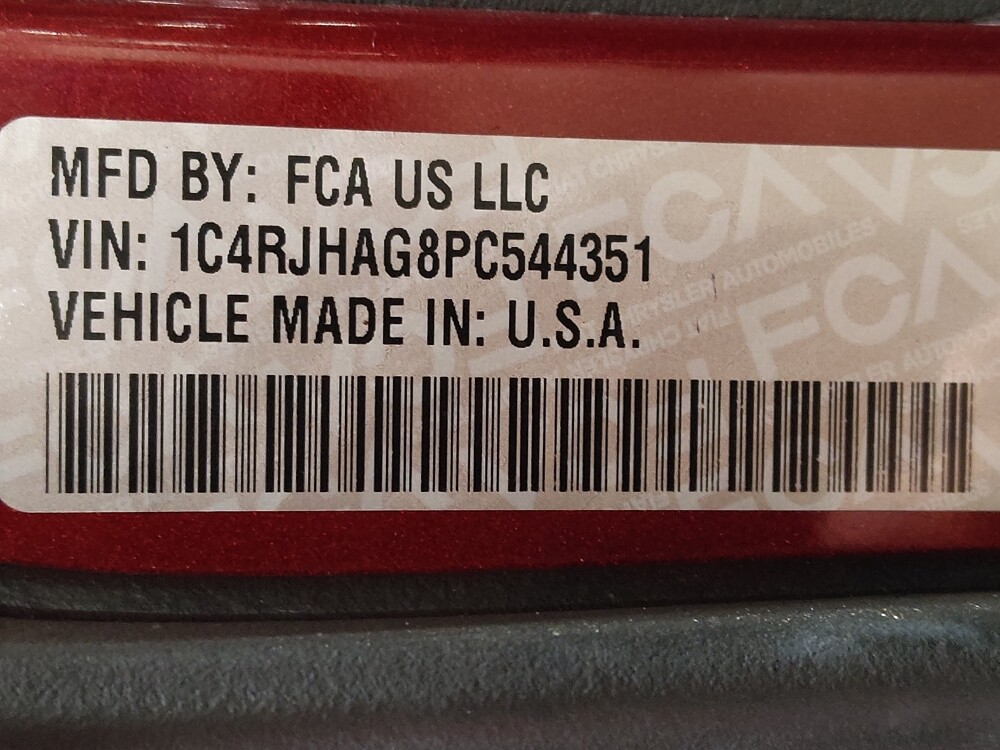 MFD BY: FCA US LLC
VIN: 1C4RJHAG8PC544351
VEHICLE MADE IN: U.S.A.